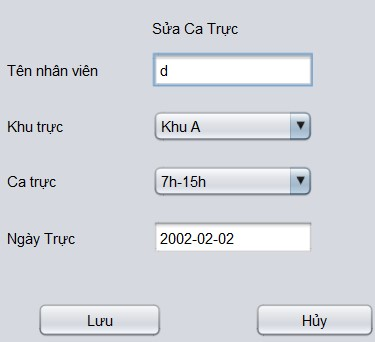 Sửa Ca Trực
Tên nhân viên d
Khu trực Khu A
Ca trực 7h-15h
Ngày Trực 2002-02-02
Lưu Hủy